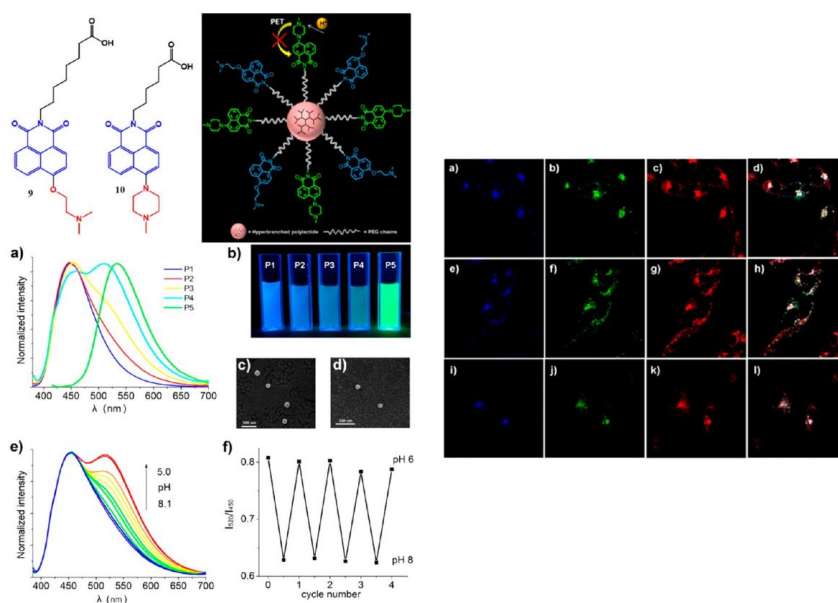 O
OH
O
OH
O N O
O N O
9
O
N
10
N
N
PET
H+
= Hyperbranched polylactide
= PEG chains
a)
P1
P2
P3
P4
P5
Normalized intensity
400 450 500 550 600 650 700
λ (nm)
b)
P1 P2 P3 P4 P5
c)
d)
e)
5.0
pH
8.1
Normalized intensity
400 450 500 550 600 650 700
λ (nm)
f)
0.8
0.7
0.6
I520/I450
pH 6
pH 8
0 1 2 3 4
cycle number
a) b) c) d)
e) f) g) h)
i) j) k) l)